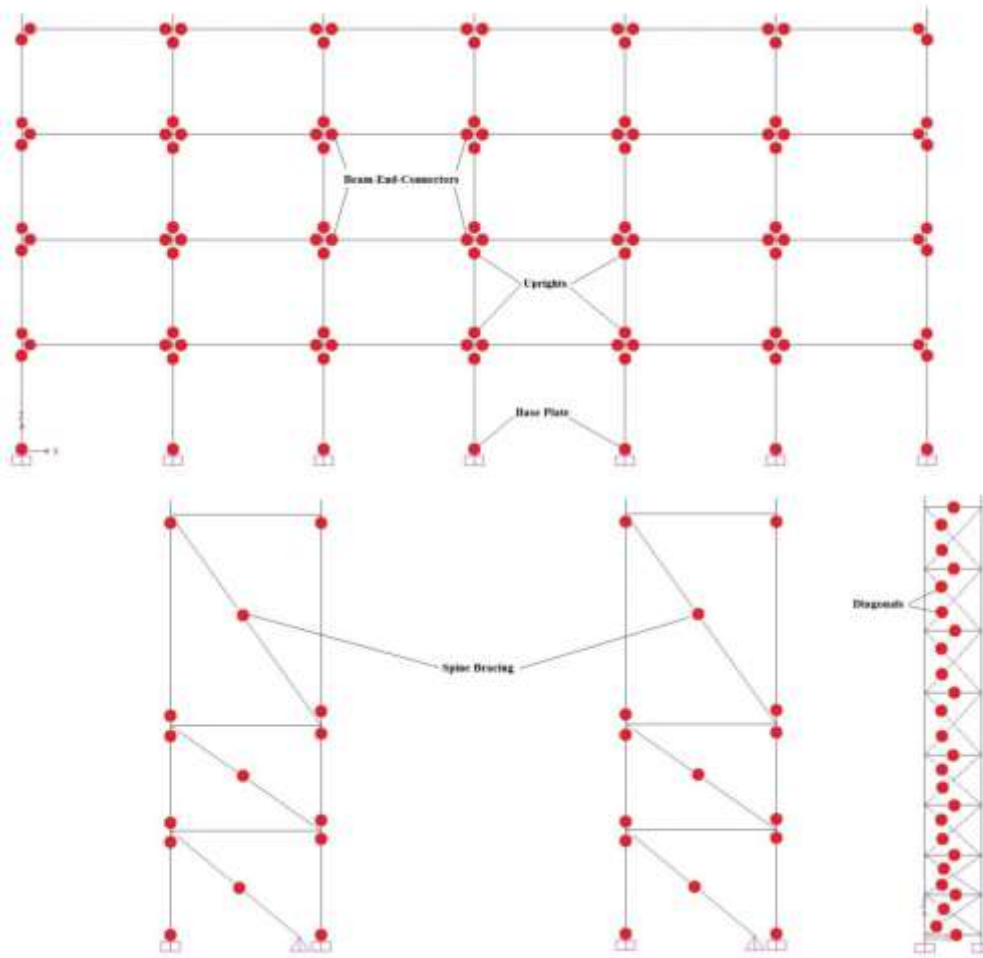 Beam-End-Connectors
Uprights
Base Plate
Z
X
Diagonals
Spine Bracing